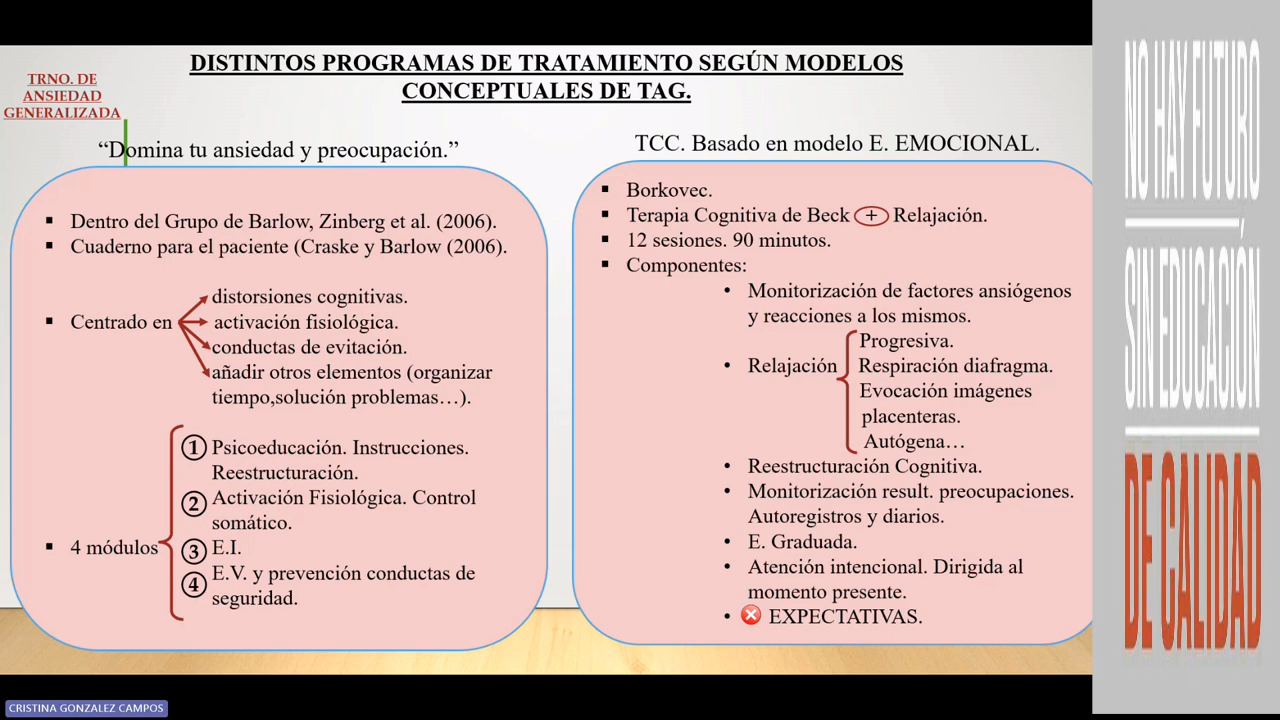 DISTINTOS PROGRAMAS DE TRATAMIENTO SEGÚN MODELOS
CONCEPTUALES DE TAG.
TRNO. DE
ANSIEDAD
GENERALIZADA
“Domina tu ansiedad y preocupación.”
▪ Dentro del Grupo de Barlow, Zinberg et al. (2006).
▪ Cuaderno para el paciente (Craske y Barlow (2006).
▪ Centrado en
distorsiones cognitivas.
activación fisiológica.
conductas de evitación.
añadir otros elementos (organizar
tiempo,solución problemas…).
▪ 4 módulos
① Psicoeducación. Instrucciones.
Reestructuración.
② Activación Fisiológica. Control
somático.
③ E.I.
④ E.V. y prevención conductas de
seguridad.
TCC. Basado en modelo E. EMOCIONAL.
▪ Borkovec.
▪ Terapia Cognitiva de Beck + Relajación.
▪ 12 sesiones. 90 minutos.
▪ Componentes:
• Monitorización de factores ansiógenos
y reacciones a los mismos.
• Relajación
Progresiva.
Respiración diafragma.
Evocación imágenes
placenteras.
Autógena…
• Reestructuración Cognitiva.
• Monitorización result. preocupaciones.
Autoregistros y diarios.
• E. Graduada.
• Atención intencional. Dirigida al
momento presente.
• ❌ EXPECTATIVAS.
NO HAY FUTURO
SIN EDUCACIÓN
DE CALIDAD
CRISTINA GONZALEZ CAMPOS